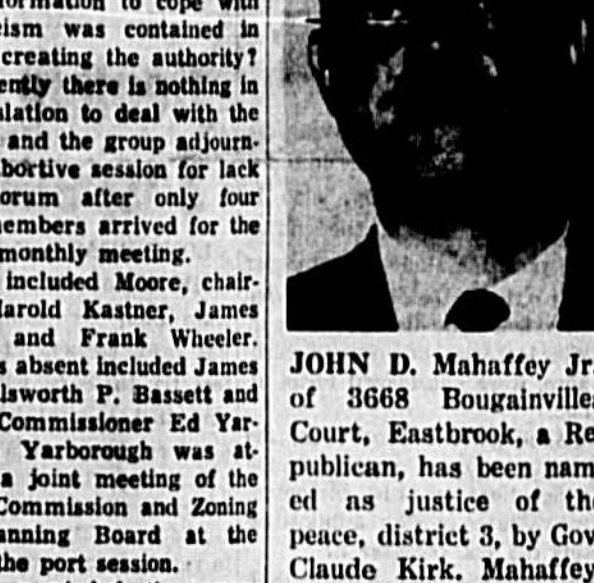 formation to cope with
eism was contained in
creating the authority?
ently there is nothing in
slation to deal with the
and the group adjourn-
bortive session for lack
orum after only four
members arrived for the
monthly meeting.
included Moore, chair-
Harold Kastner, James
and Frank Wheeler.
s absent included James
llsworth P. Bassett and
Commissioner Ed Yar-
Yarborough was at-
a joint meeting of the
Commission and Zoning
anning Board at the
the port session.
JOHN D. Mahaffey Jr.
of 3668 Bougainvillea
Court, Eastbrook, a Re
publican, has been nam
ed as justice of the
peace, district 3, by Gov
Claude Kirk. Mahaffey